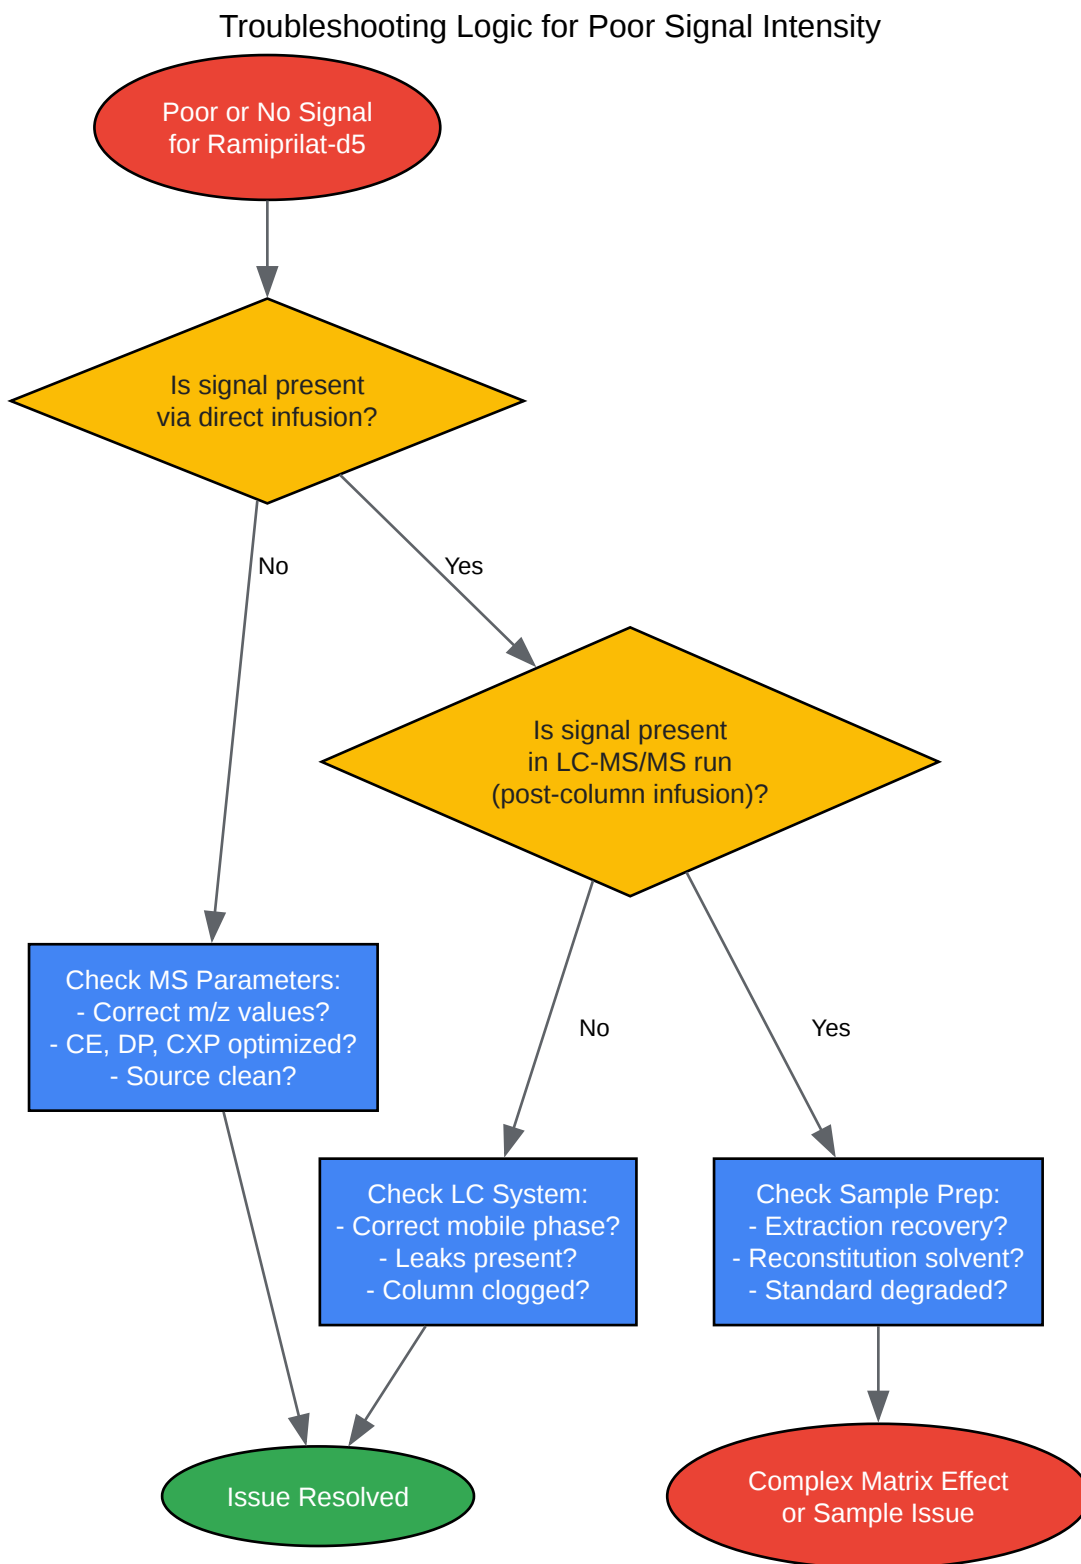 Troubleshooting Logic for Poor Signal Intensity
Poor or No Signal
for Ramiprilat-d5
Is signal present
via direct infusion?
No
Yes
Is signal present
in LC-MS/MS run
(post-column infusion)?
Check MS Parameters:
- Correct m/z values?
- CE, DP, CXP optimized?
- Source clean?
No
Yes
Check LC System:
- Correct mobile phase?
- Leaks present?
- Column clogged?
Check Sample Prep:
- Extraction recovery?
- Reconstitution solvent?
- Standard degraded?
Issue Resolved
Complex Matrix Effect
or Sample Issue